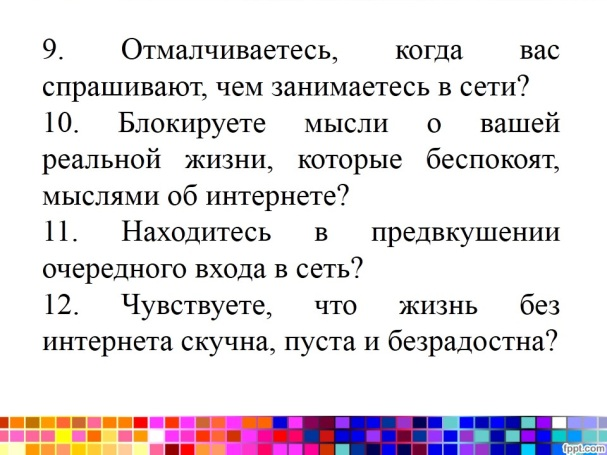 9. Отмалчиваетесь, когда вас
спрашивают, чем занимаетесь в сети?
10. Блокируете мысли о вашей
реальной жизни, которые беспокоят,
мыслями об интернете?
11. Находитесь в предвкушении
очередного входа в сеть?
12. Чувствуете, что жизнь без
интернета скучна, пуста и безрадостна?
fppt.com